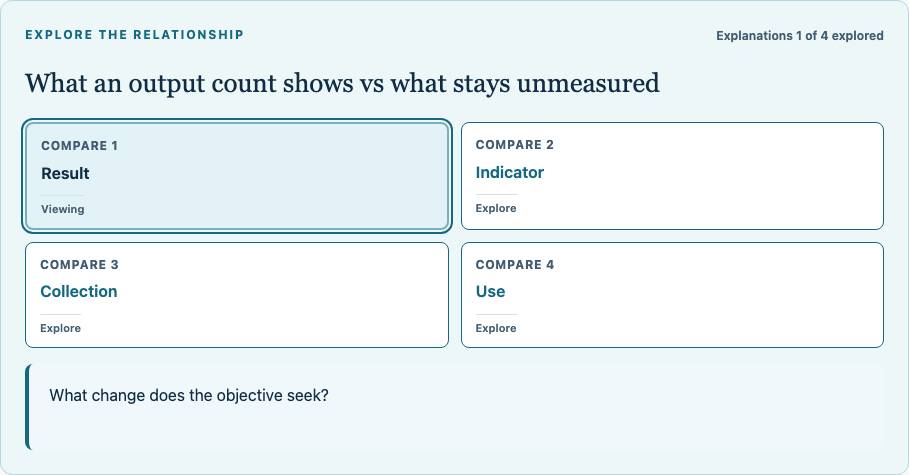 EXPLORE THE RELATIONSHIP
Explanations 1 of 4 explored
What an output count shows vs what stays unmeasured
COMPARE 1
Result
Viewing
COMPARE 2
Indicator
Explore
COMPARE 3
Collection
Explore
COMPARE 4
Use
Explore
What change does the objective seek?